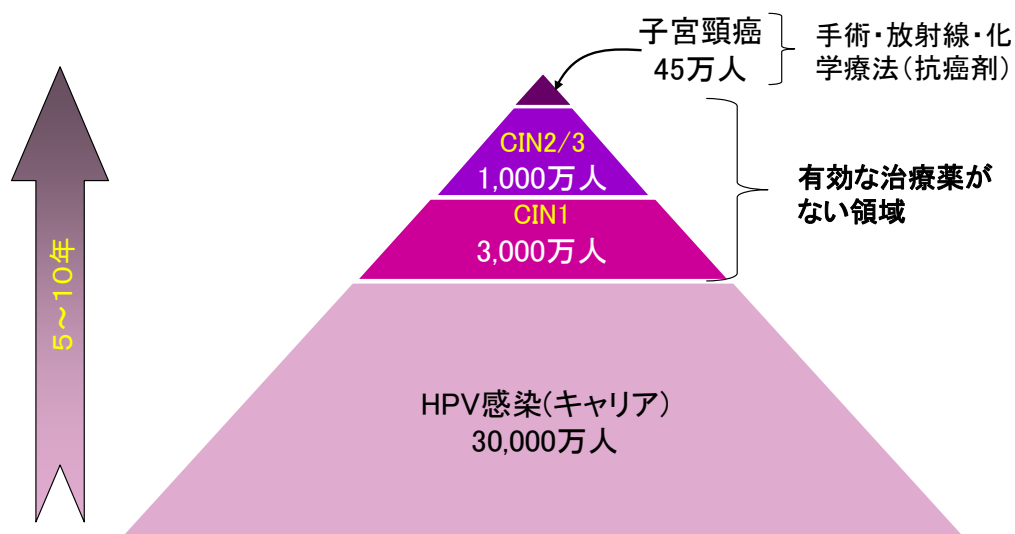 子宮頸癌
45万人
手術・放射線・化
学療法(抗癌剤)
CIN2/3
1,000万人
CIN1
3,000万人
有効な治療薬が
ない領域
5~10年
HPV感染(キャリア)
30,000万人